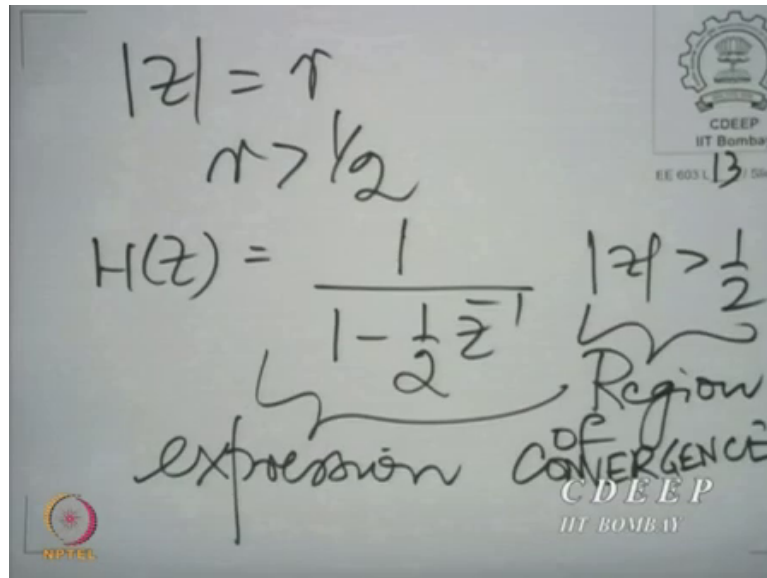 |z| = r
r > 1/2
H(z) = 1 / (1 - 1/2 z^-1) |z| > 1/2
expression Region of CONVERGENCE
CDEEP
IIT Bombay
EE 603 L 13 / Sli
CDEEP
IIT BOMBAY
NPTEL